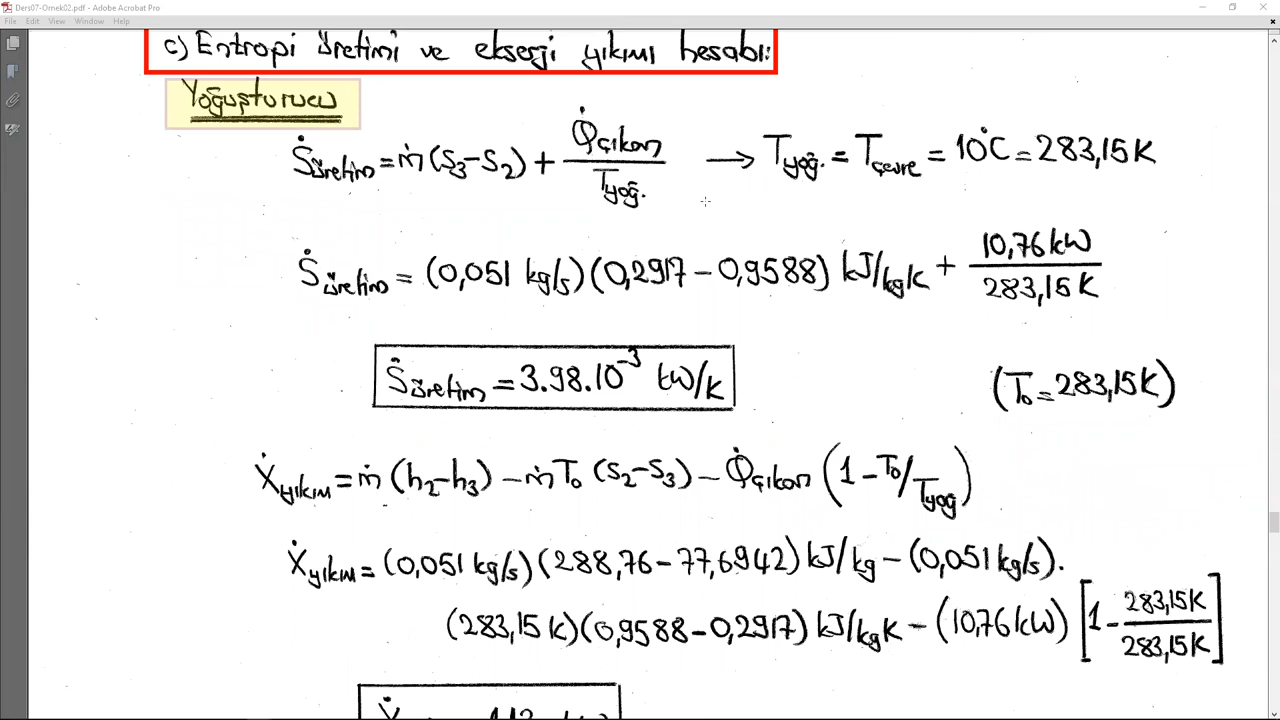 Ders07-Ornek02.pdf - Adobe Acrobat Pro
File Edit View Window Help
c) Entropi üretimi ve ekserji yıkımı hesabı:
Yoğuşturucu
Ṡüretim = ṁ(S3-S2) + Q̇çıkan / Tyoğ. → Tyoğ. = Tçevre = 10°C = 283,15K
Ṡüretim = (0,051 kg/s)(0,2917 - 0,9588) kJ/kgK + 10,76 kW / 283,15 K
Ṡüretim = 3.98.10^-3 kW/K (T0 = 283,15 K)
Ẋyıkım = ṁ (h2-h3) - ṁT0 (S2-S3) - Q̇çıkan (1 - T0/Tyoğ)
Ẋyıkım = (0,051 kg/s)(288,76 - 77,6942) kJ/kg - (0,051 kg/s).
(283,15 K)(0,9588 - 0,2917) kJ/kgK - (10,76 kW) [1 - 283,15K / 283,15K]